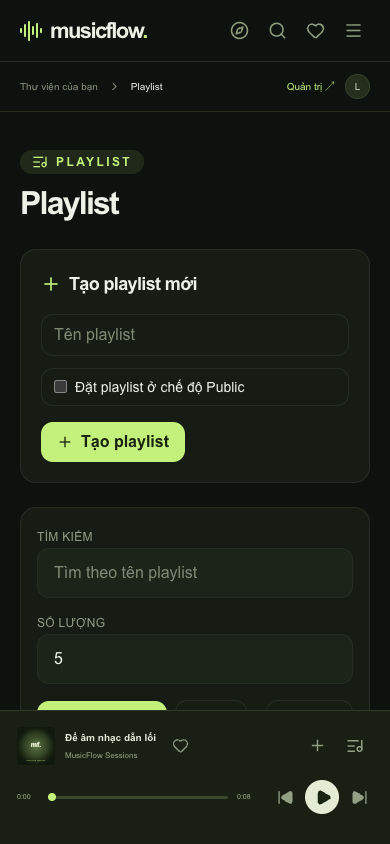 musicflow.
Thư viện của bạn > Playlist
Quản trị ↗ L
PLAYLIST
Playlist
+ Tạo playlist mới
Tên playlist
Đặt playlist ở chế độ Public
+ Tạo playlist
TÌM KIẾM
Tìm theo tên playlist
SỐ LƯỢNG
5
mf.
Để âm nhạc dẫn lối
MusicFlow Sessions
0:00
0:08